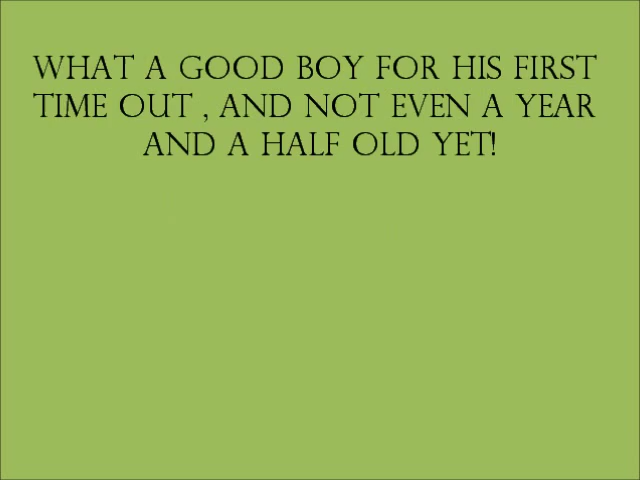 WHAT A GOOD BOY FOR HIS FIRST
TIME OUT , AND NOT EVEN A YEAR
AND A HALF OLD YET!